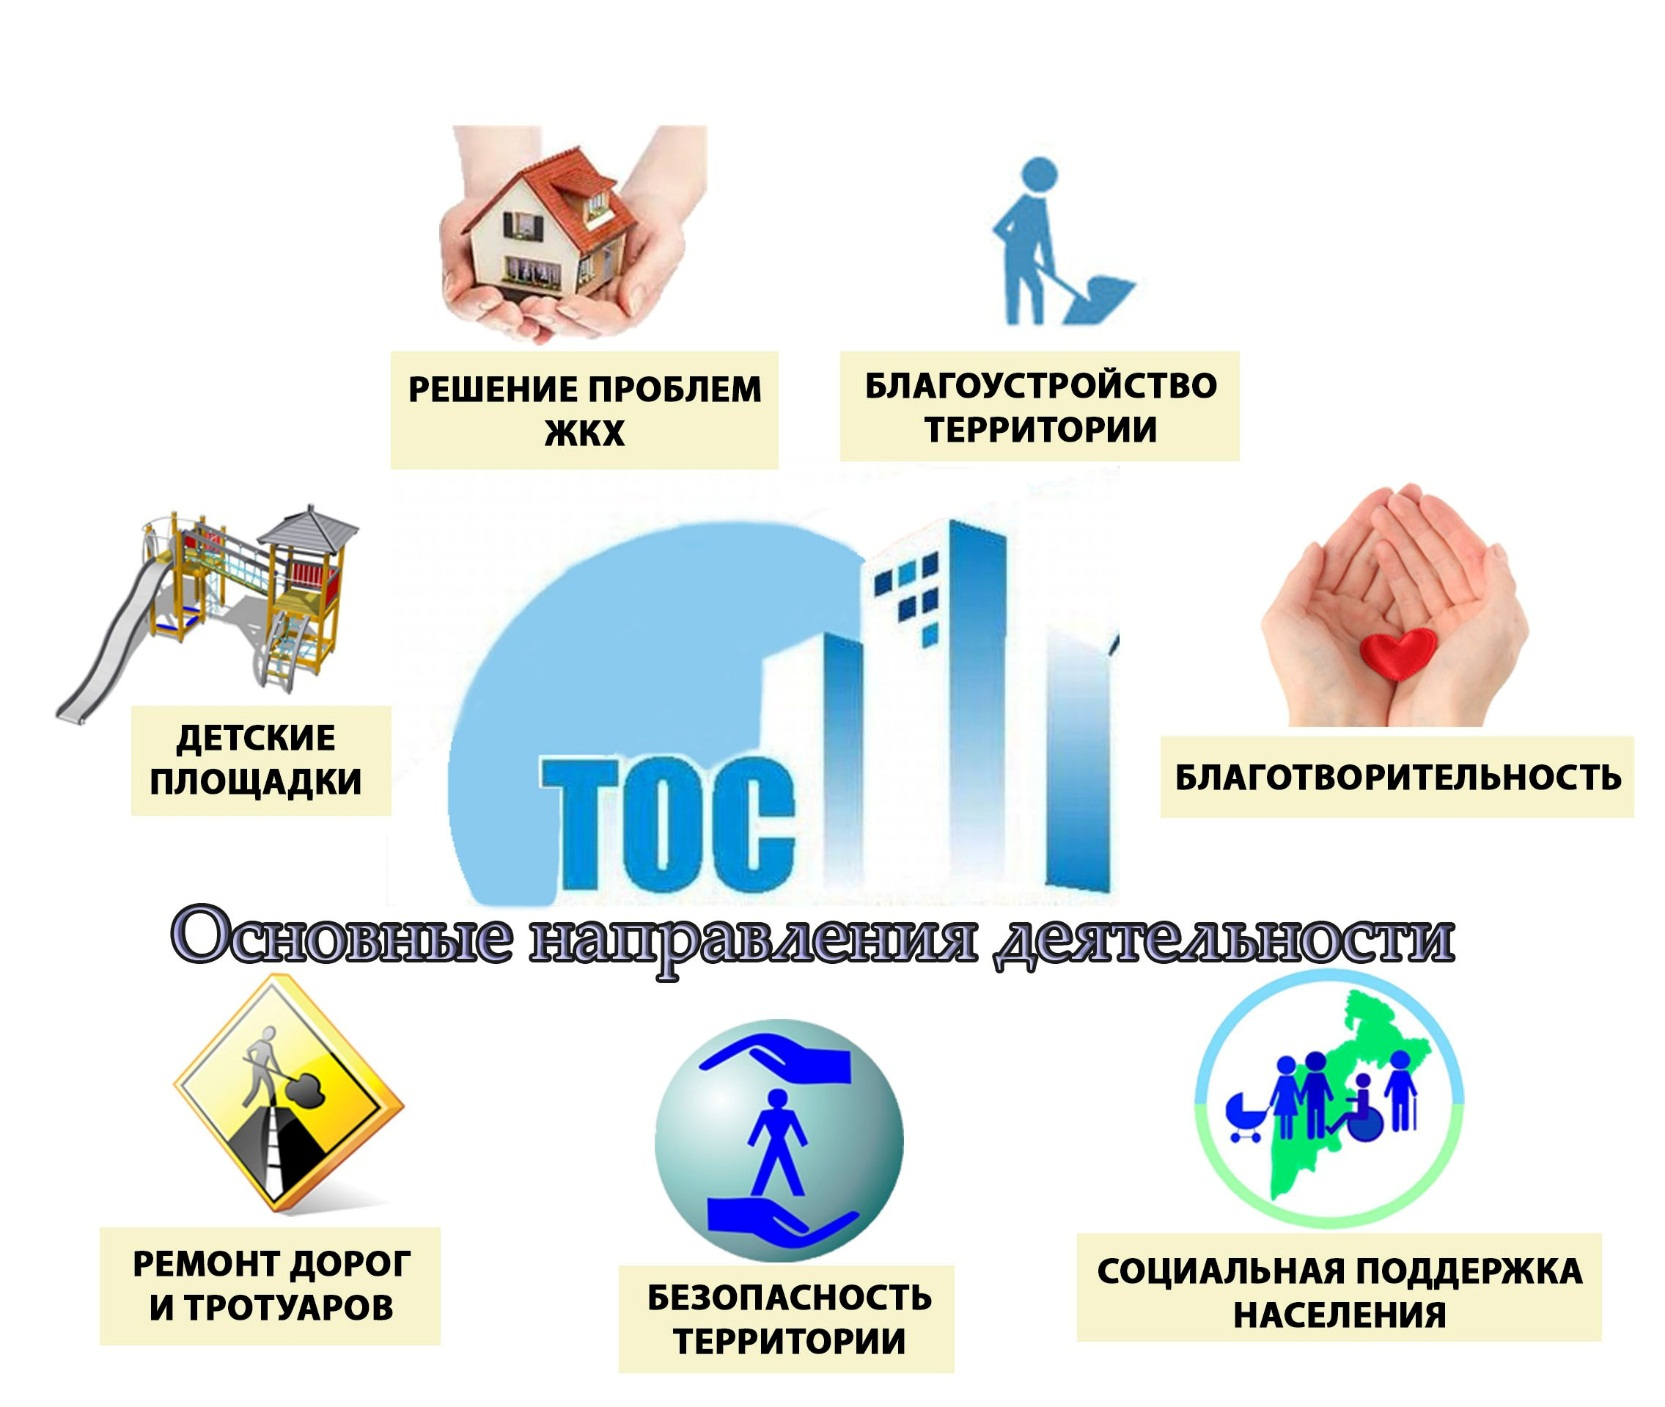 РЕШЕНИЕ ПРОБЛЕМ
ЖКХ
БЛАГОУСТРОЙСТВО
ТЕРРИТОРИИ
ДЕТСКИЕ
ПЛОЩАДКИ
ТОС
БЛАГОТВОРИТЕЛЬНОСТЬ
Основные направления деятельности
РЕМОНТ ДОРОГ
И ТРОТУАРОВ
БЕЗОПАСНОСТЬ
ТЕРРИТОРИИ
СОЦИАЛЬНАЯ ПОДДЕРЖКА
НАСЕЛЕНИЯ